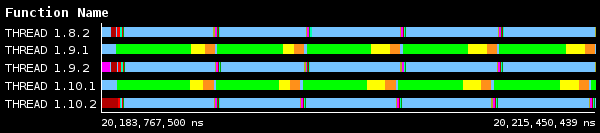 Function Name
THREAD 1.8.2
THREAD 1.9.1
THREAD 1.9.2
THREAD 1.10.1
THREAD 1.10.2
20,183,767,500 ns 20,215,450,439 ns